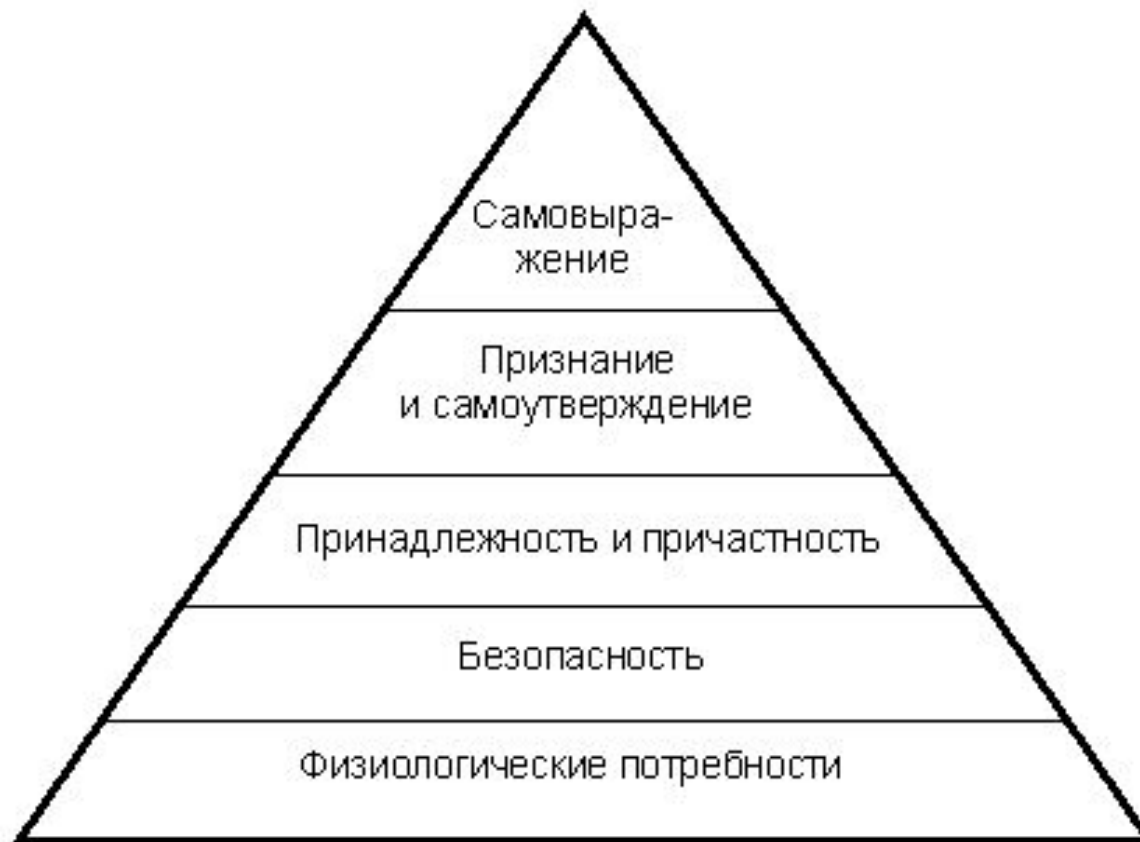 Самовыра-
жение
Признание
и самоутверждение
Принадлежность и причастность
Безопасность
Физиологические потребности